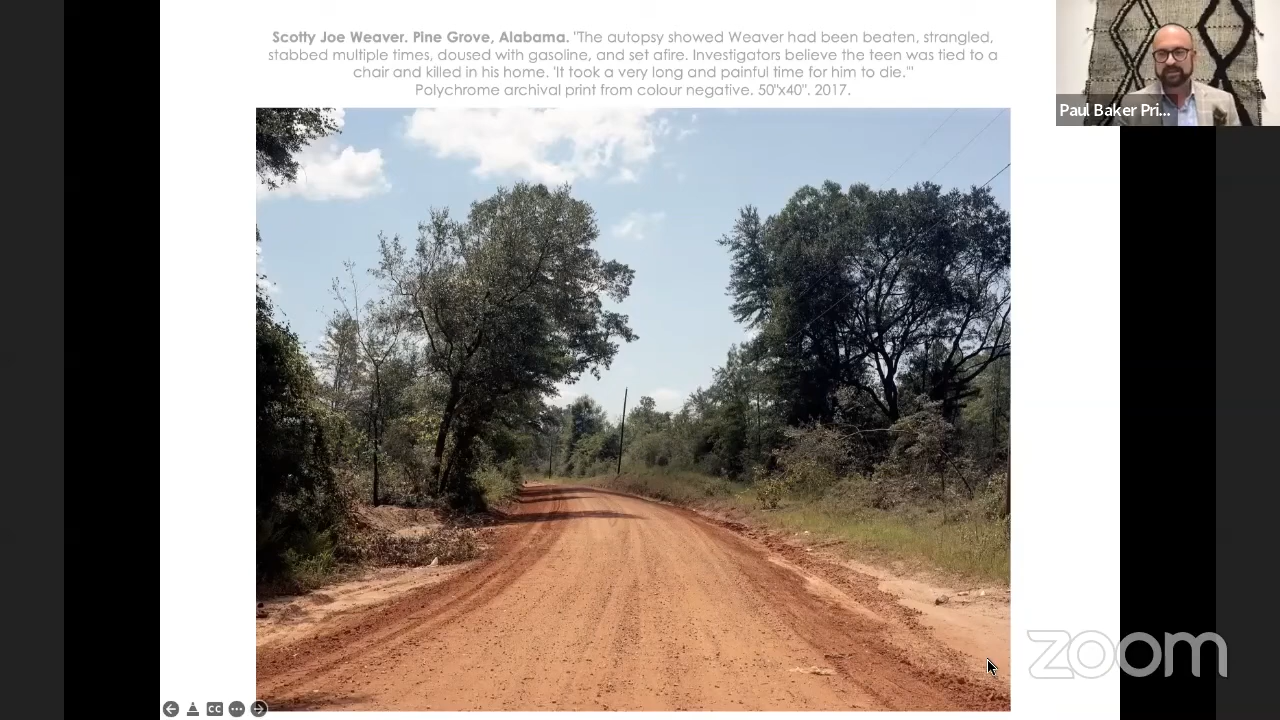 Scotty Joe Weaver. Pine Grove, Alabama. "The autopsy showed Weaver had been beaten, strangled,
stabbed multiple times, doused with gasoline, and set afire. Investigators believe the teen was tied to a
chair and killed in his home. 'It took a very long and painful time for him to die.'"
Polychrome archival print from colour negative. 50"x40". 2017.
Paul Baker Pri...
zoom
CC